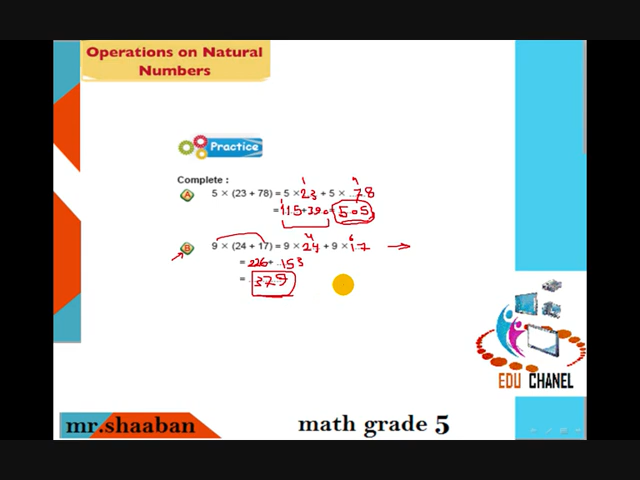 Operations on Natural
Numbers
Practice
Complete :
A 5 × (23 + 78) = 5 × 23 + 5 × 78
= 115 + 390 = 505
B 9 × (24 + 17) = 9 × 24 + 9 × 17
= 226 + 153
= 379
EDU CHANEL
mr.shaaban math grade 5